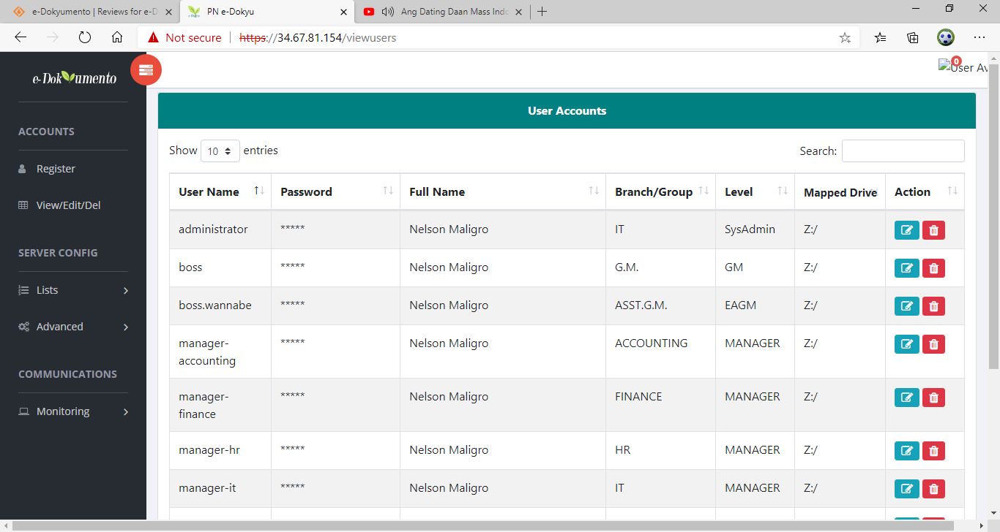 e-Dokyumento | Reviews for e-D
PN e-Dokyu
Ang Dating Daan Mass Indo
Not secure
https://34.67.81.154/viewusers
e-Dokyumento
0
User Av
ACCOUNTS
Register
View/Edit/Del
SERVER CONFIG
Lists
Advanced
COMMUNICATIONS
Monitoring
User Accounts
Show 10 entries
Search:
User Name Password Full Name Branch/Group Level Mapped Drive Action
administrator ***** Nelson Maligro IT SysAdmin Z:/
boss ***** Nelson Maligro G.M. GM Z:/
boss.wannabe ***** Nelson Maligro ASST.G.M. EAGM Z:/
manager- ***** Nelson Maligro ACCOUNTING MANAGER Z:/
accounting
manager- ***** Nelson Maligro FINANCE MANAGER Z:/
finance
manager-hr ***** Nelson Maligro HR MANAGER Z:/
manager-it ***** Nelson Maligro IT MANAGER Z:/